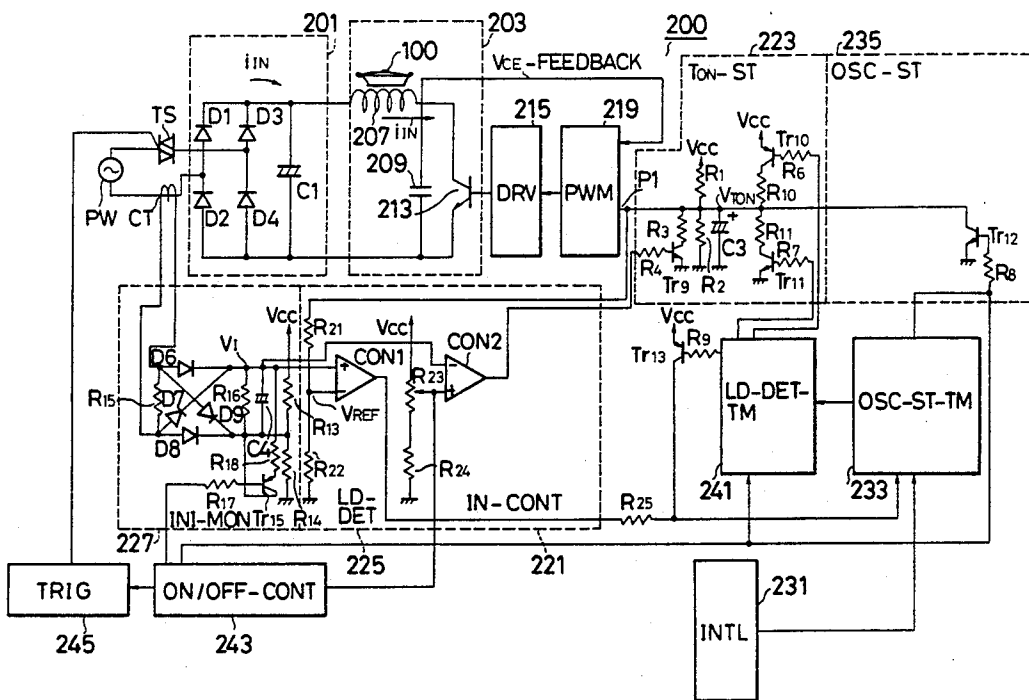 201
203
200
223
235
iIN
100
VCE-FEEDBACK
TON-ST
OSC-ST
TS
D1
D3
215
219
VCC
Tr10
207
iIN
VCC
R6
209
R1
R10
PW
CT
C1
DRV
PWM
P1
VTON
213
D2
D4
R3
+
R11
Tr12
R4
C3
R7
R8
Tr9
R2
Tr11
VCC
VCC
R21
VCC
CON2
R9
VI
CON1
Tr13
D6
R23
LD-DET-TM
OSC-ST-TM
R15
D7
R16
D9
VREF
R13
D8
C4
R18
R22
R24
R17
LD-DET
IN-CONT
R25
241
233
INI-MON
Tr15
R14
227
225
221
231
TRIG
ON/OFF-CONT
INTL
245
243